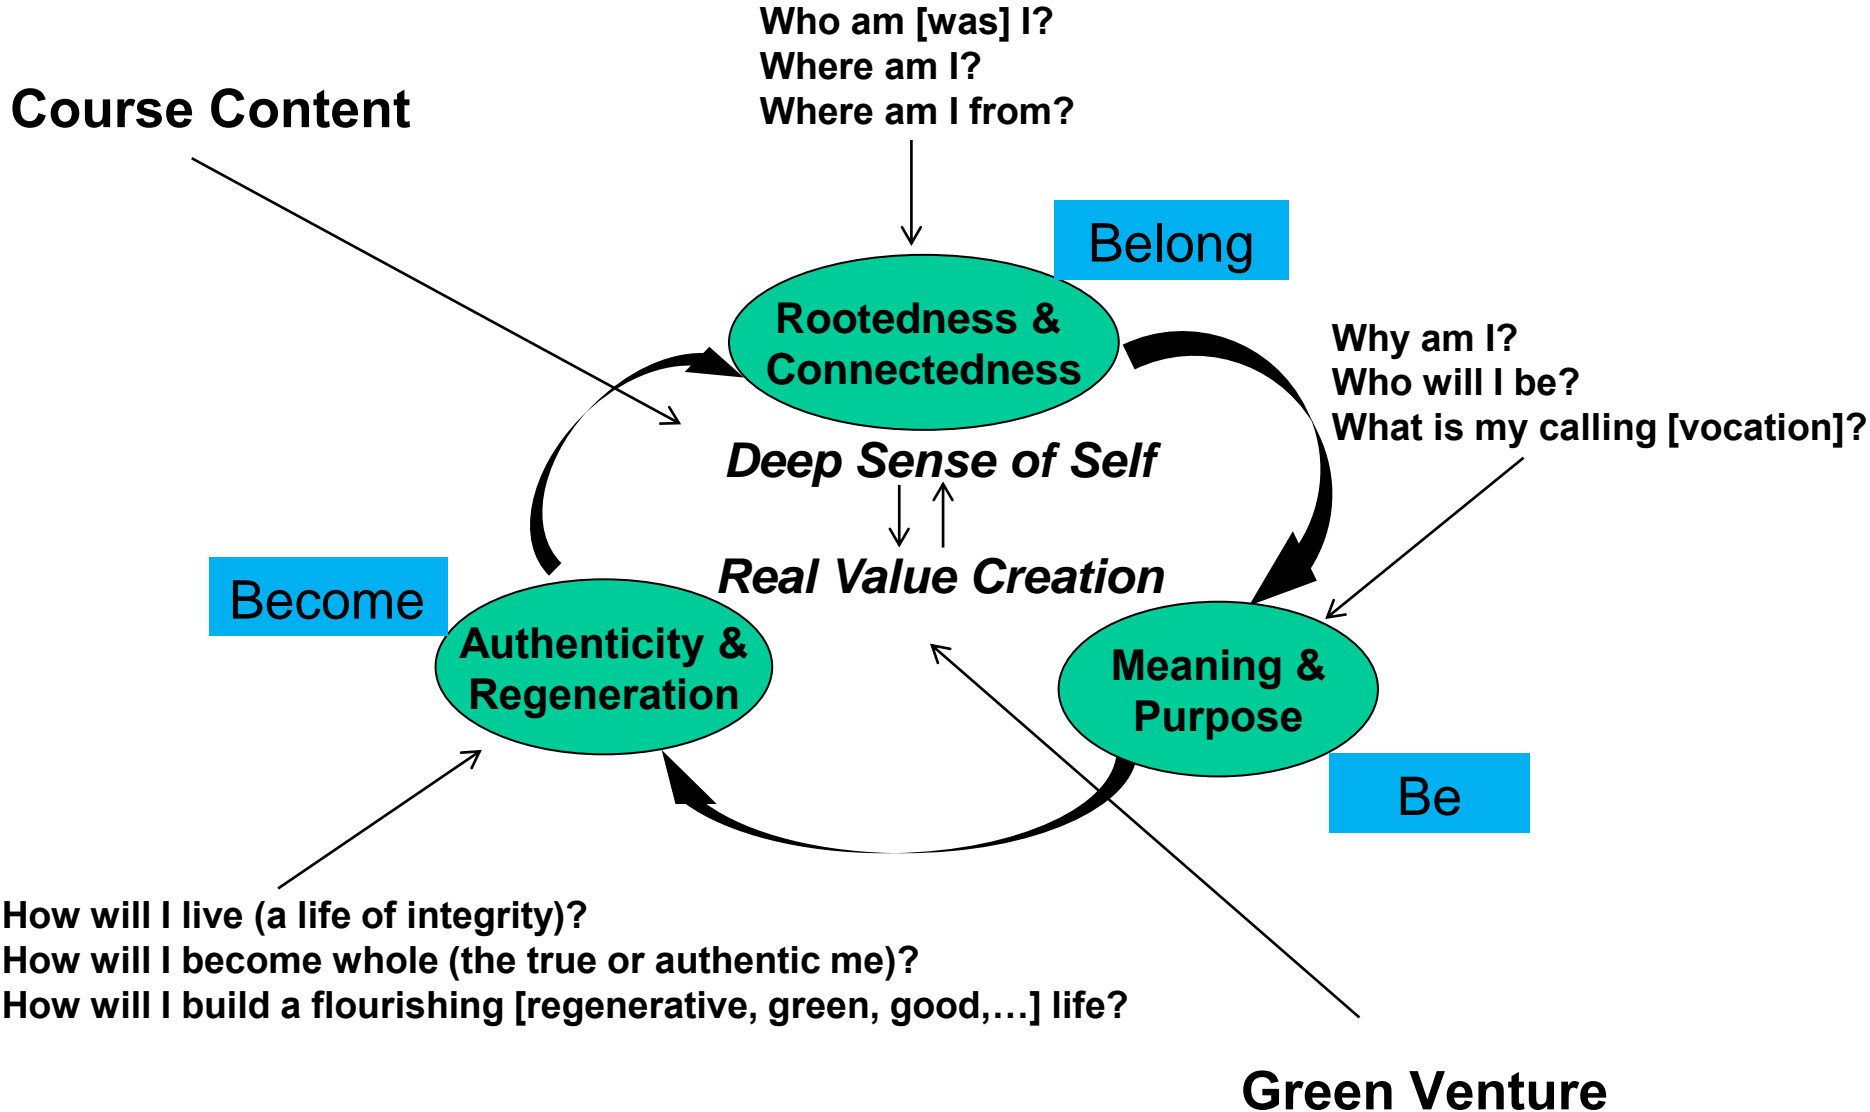 Who am [was] I?
Where am I?
Where am I from?
Course Content
Belong
Rootedness &
Connectedness
Why am I?
Who will I be?
What is my calling [vocation]?
Deep Sense of Self
Real Value Creation
Become
Authenticity &
Regeneration
Meaning &
Purpose
Be
How will I live (a life of integrity)?
How will I become whole (the true or authentic me)?
How will I build a flourishing [regenerative, green, good,…] life?
Green Venture